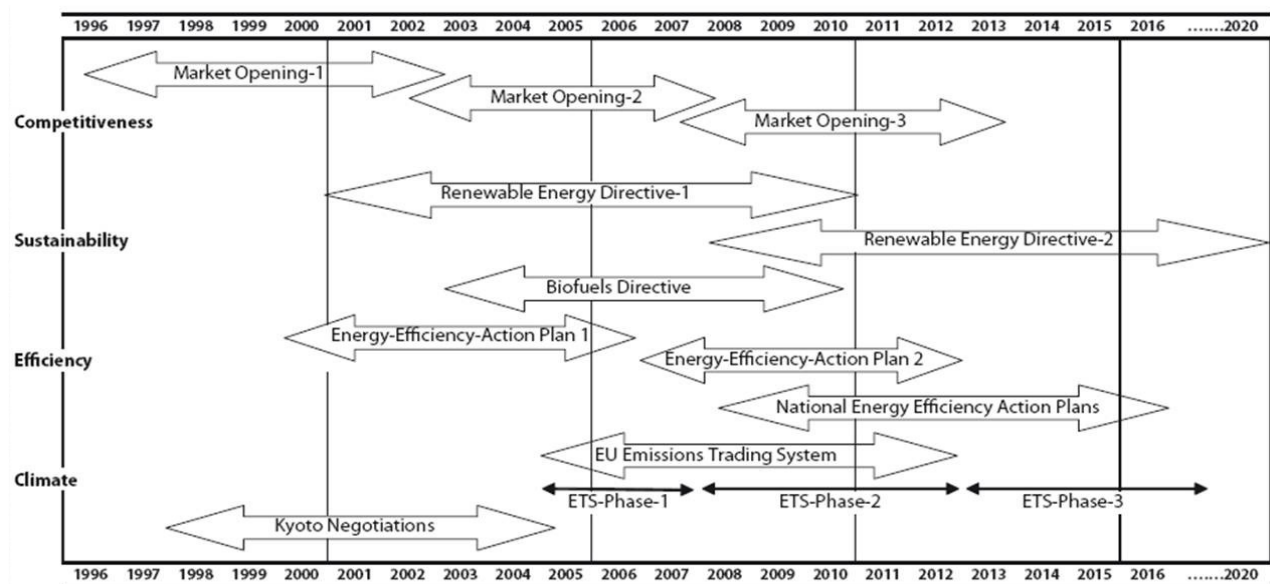 1996 1997 1998 1999 2000 2001 2002 2003 2004 2005 2006 2007 2008 2009 2010 2011 2012 2013 2014 2015 2016 .......2020
Market Opening-1
Market Opening-2
Competitiveness
Market Opening-3
Renewable Energy Directive-1
Sustainability
Renewable Energy Directive-2
Biofuels Directive
Energy-Efficiency-Action Plan 1
Efficiency
Energy-Efficiency-Action Plan 2
National Energy Efficiency Action Plans
EU Emissions Trading System
Climate
ETS-Phase-1
ETS-Phase-2
ETS-Phase-3
Kyoto Negotiations
1996 1997 1998 1999 2000 2001 2002 2003 2004 2005 2006 2007 2008 2009 2010 2011 2012 2013 2014 2015 2016 .......2020